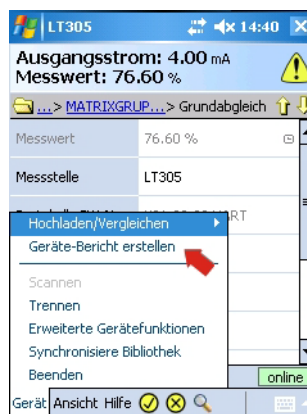 LT305 14:40
Ausgangsstrom: 4.00 mA
Messwert: 76.60 %
...> MATRIXGRUP...> Grundabgleich
Messwert 76.60 %
Messstelle LT305
Hochladen/Vergleichen
Geräte-Bericht erstellen
Scannen
Trennen
Erweiterte Gerätefunktionen
Synchronisiere Bibliothek
Beenden
online
Gerät Ansicht Hilfe